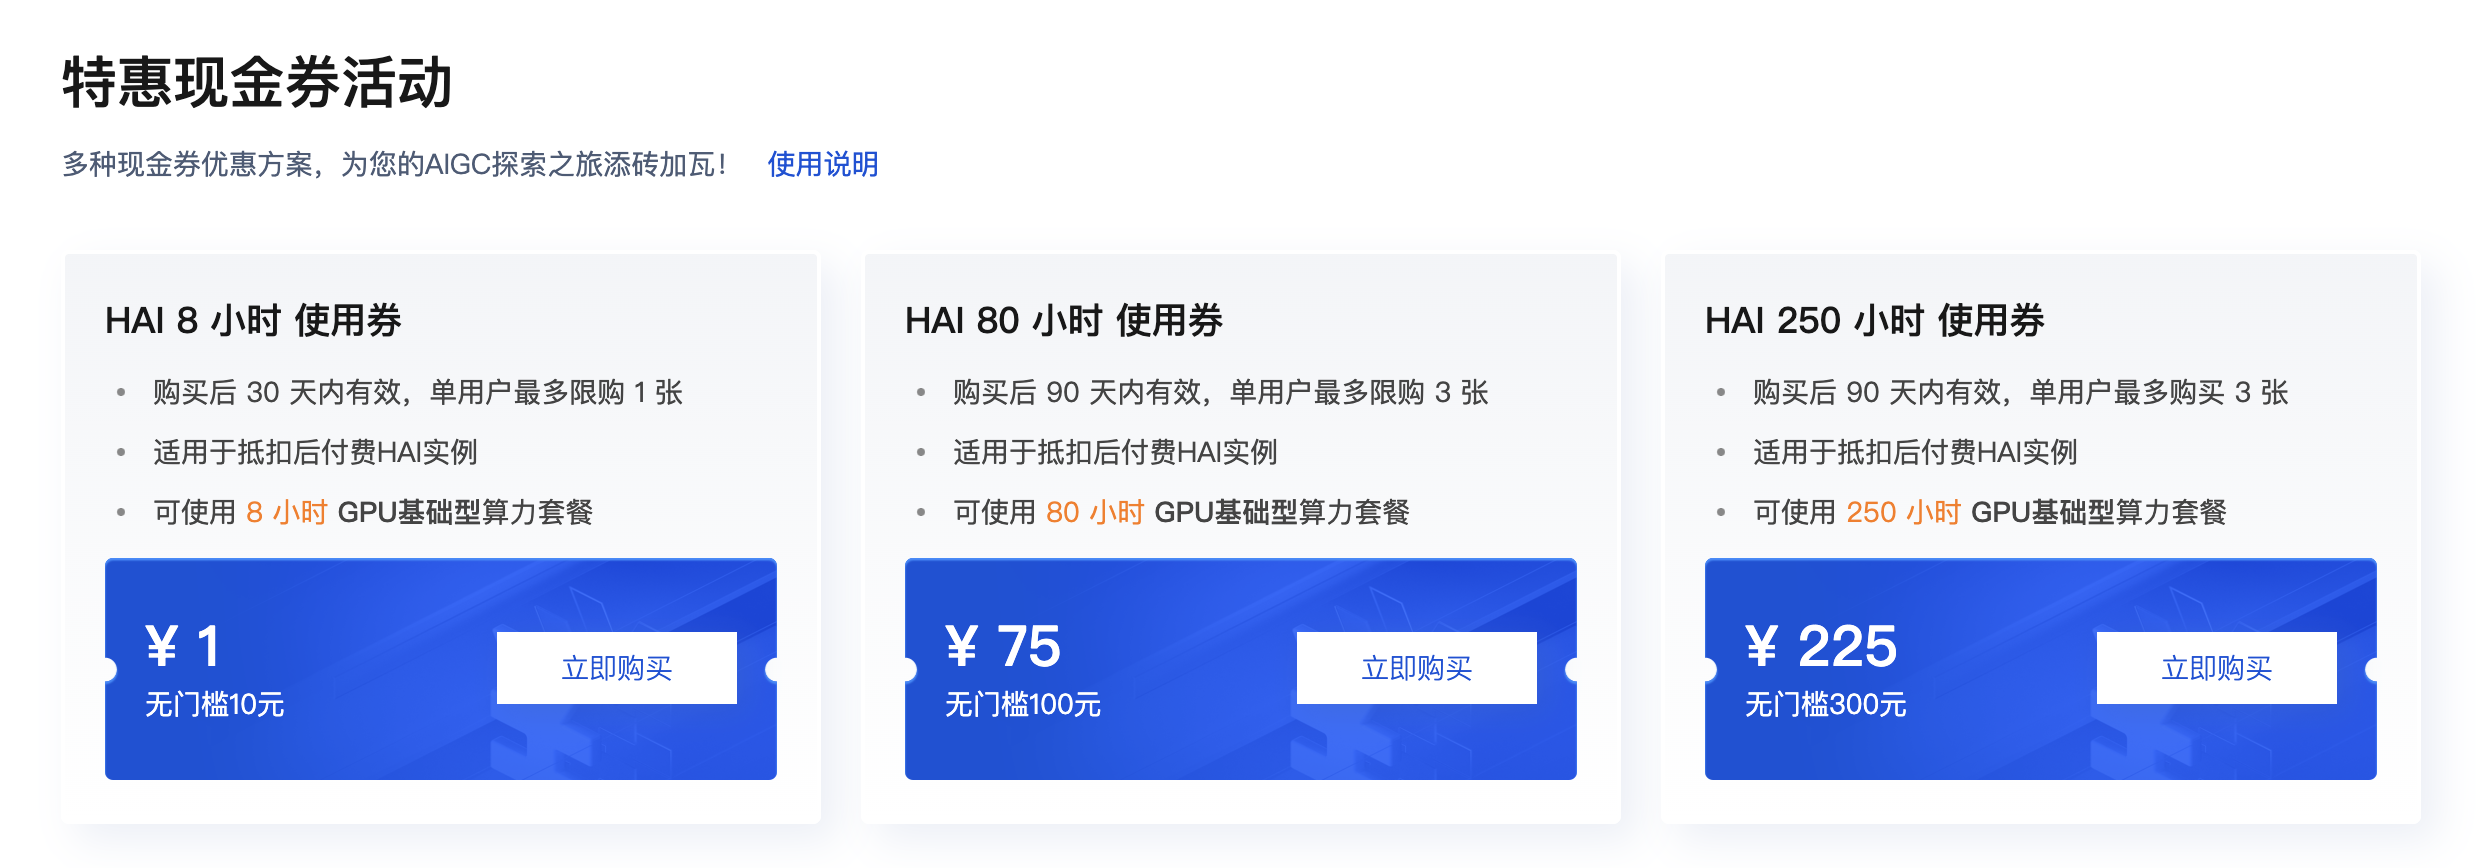 特惠现金券活动
多种现金券优惠方案，为您的AIGC探索之旅添砖加瓦！ 使用说明
HAI 8 小时 使用券
购买后 30 天内有效，单用户最多限购 1 张
适用于抵扣后付费HAI实例
可使用 8 小时 GPU基础型算力套餐
¥ 1
无门槛10元
立即购买
HAI 80 小时 使用券
购买后 90 天内有效，单用户最多限购 3 张
适用于抵扣后付费HAI实例
可使用 80 小时 GPU基础型算力套餐
¥ 75
无门槛100元
立即购买
HAI 250 小时 使用券
购买后 90 天内有效，单用户最多购买 3 张
适用于抵扣后付费HAI实例
可使用 250 小时 GPU基础型算力套餐
¥ 225
无门槛300元
立即购买